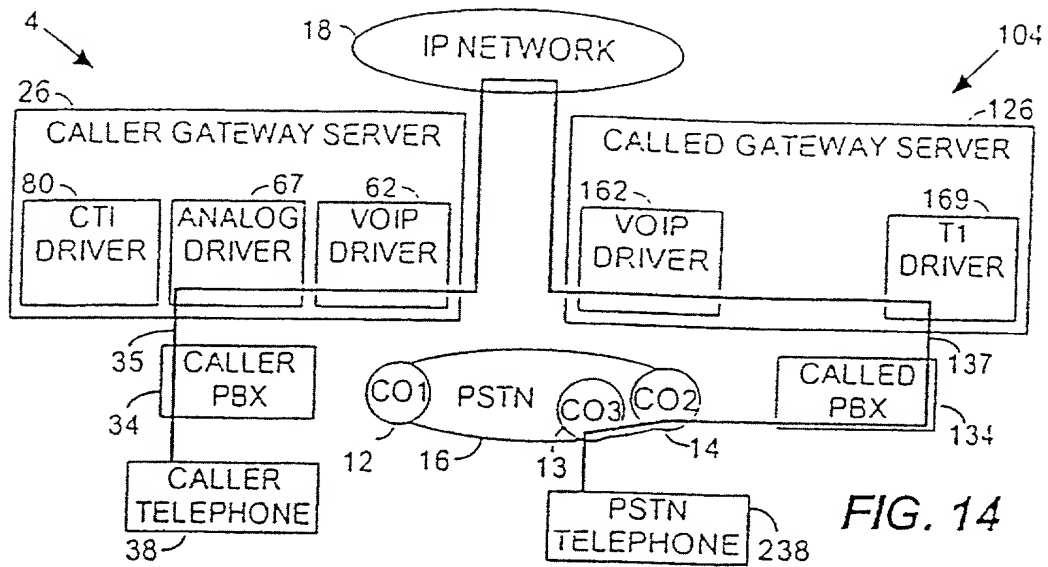 4
18
IP NETWORK
104
26
CALLER GATEWAY SERVER
126
CALLED GATEWAY SERVER
80
CTI
DRIVER
67
ANALOG
DRIVER
62
VOIP
DRIVER
162
VOIP
DRIVER
169
T1
DRIVER
35
CALLER
PBX
34
CO1
PSTN
CO3
CO2
CALLED
PBX
137
134
12
16
13
14
CALLER
TELEPHONE
38
PSTN
TELEPHONE
238
FIG. 14